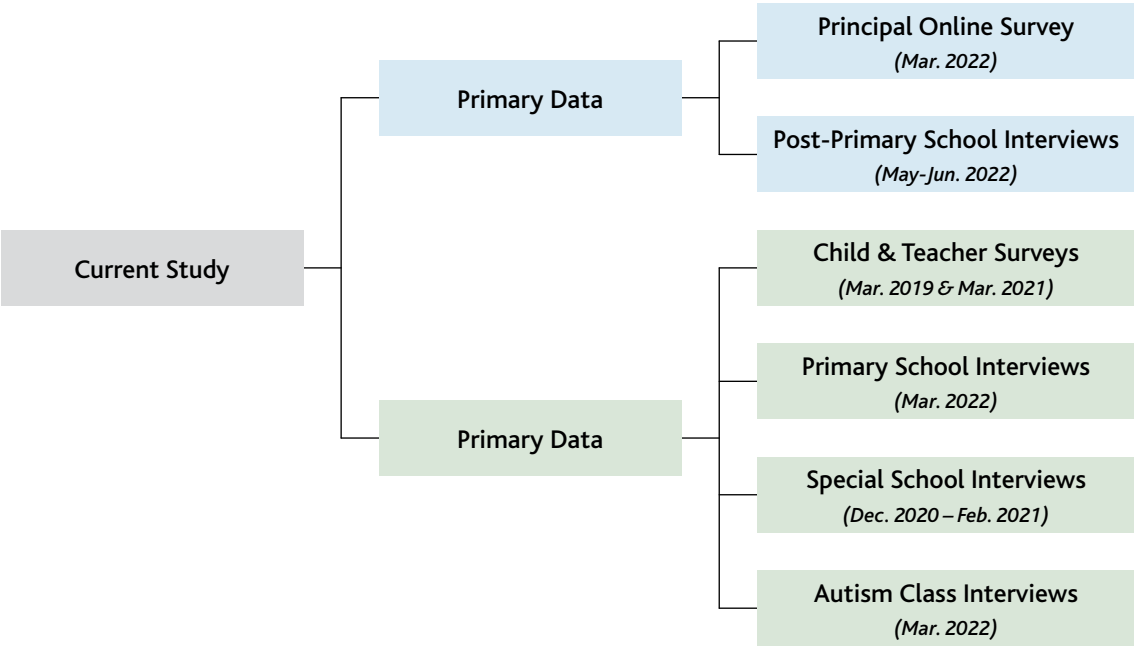 Current Study
Primary Data
Principal Online Survey
(Mar. 2022)
Post-Primary School Interviews
(May-Jun. 2022)
Primary Data
Child & Teacher Surveys
(Mar. 2019 & Mar. 2021)
Primary School Interviews
(Mar. 2022)
Special School Interviews
(Dec. 2020 – Feb. 2021)
Autism Class Interviews
(Mar. 2022)